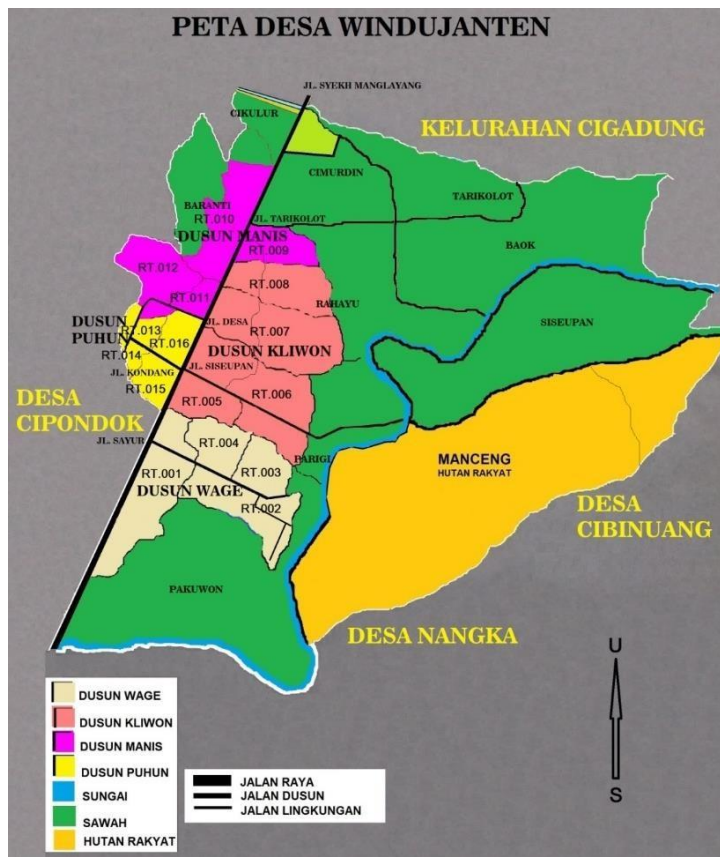 PETA DESA WINDUJANTEN
JL. SYEKH MANGLAYANG
CIKULUR
KELURAHAN CIGADUNG
CIMURDIN
TARIKOLOT
BARANTI
RT.010
JL. TARIKOLOT
DUSUN MANIS
BAOK
RT.009
RT.012
RT.008
RT.011
RAHAYU
SISEUPAN
DUSUN
PUHUN
RT.013
JL. DESA
RT.007
RT.016
RT.014
DUSUN KLIWON
JL. KONDANG
JL. SISEUPAN
RT.015
RT.006
RT.005
DESA
CIPONDOK
JL. SAYUR
RT.004
PARIGI
MANCENG
HUTAN RAKYAT
RT.001
RT.003
DUSUN WAGE
RT.002
DESA
CIBINUANG
PAKUWON
DESA NANGKA
U
S
DUSUN WAGE
DUSUN KLIWON
DUSUN MANIS
DUSUN PUHUN
SUNGAI
SAWAH
HUTAN RAKYAT
JALAN RAYA
JALAN DUSUN
JALAN LINGKUNGAN